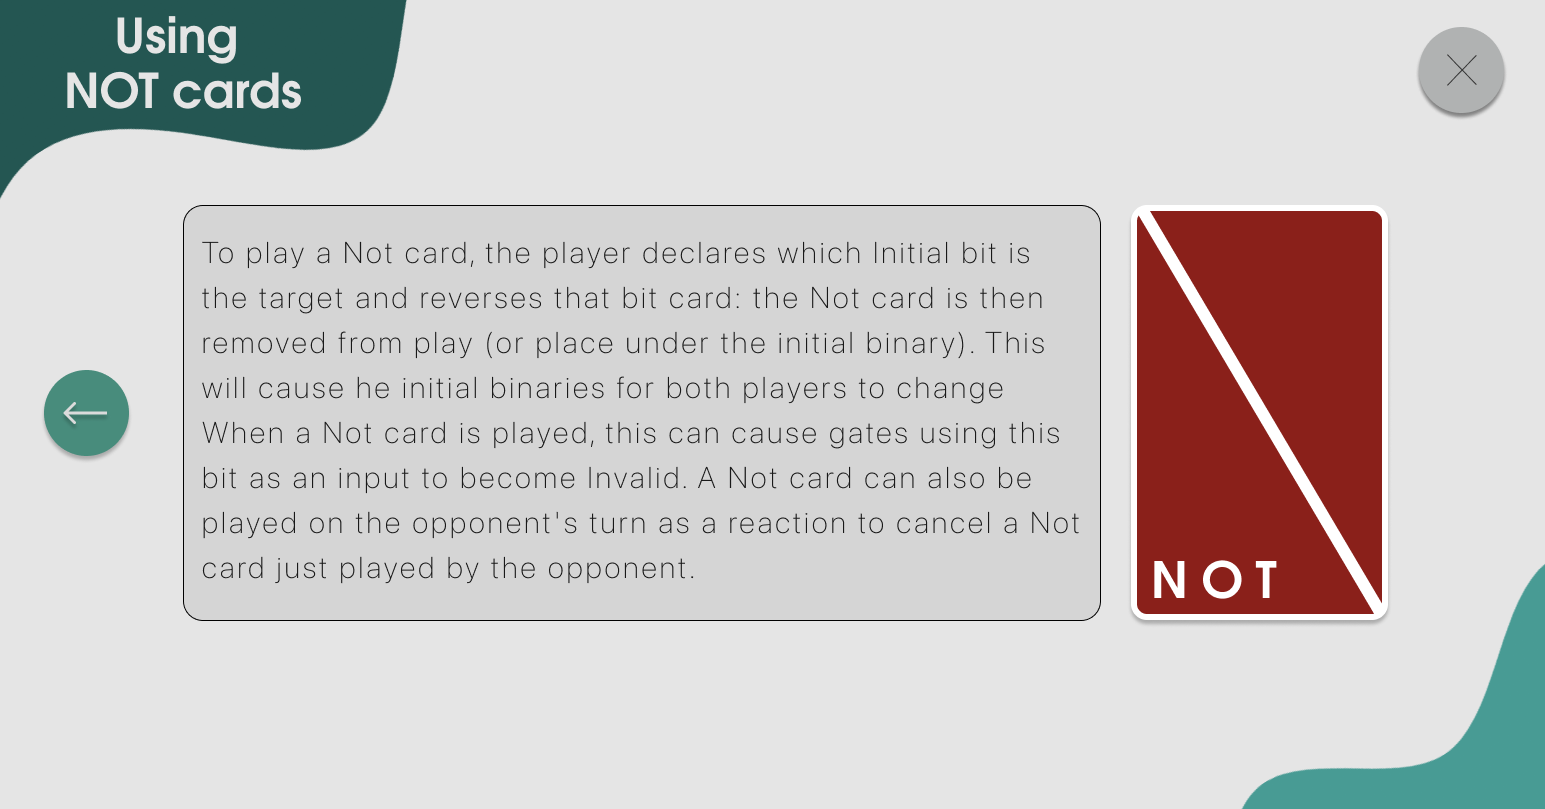 Using
NOT cards
To play a Not card, the player declares which Initial bit is
the target and reverses that bit card: the Not card is then
removed from play (or place under the initial binary). This
will cause he initial binaries for both players to change
When a Not card is played, this can cause gates using this
bit as an input to become Invalid. A Not card can also be
played on the opponent's turn as a reaction to cancel a Not
card just played by the opponent.
NOT